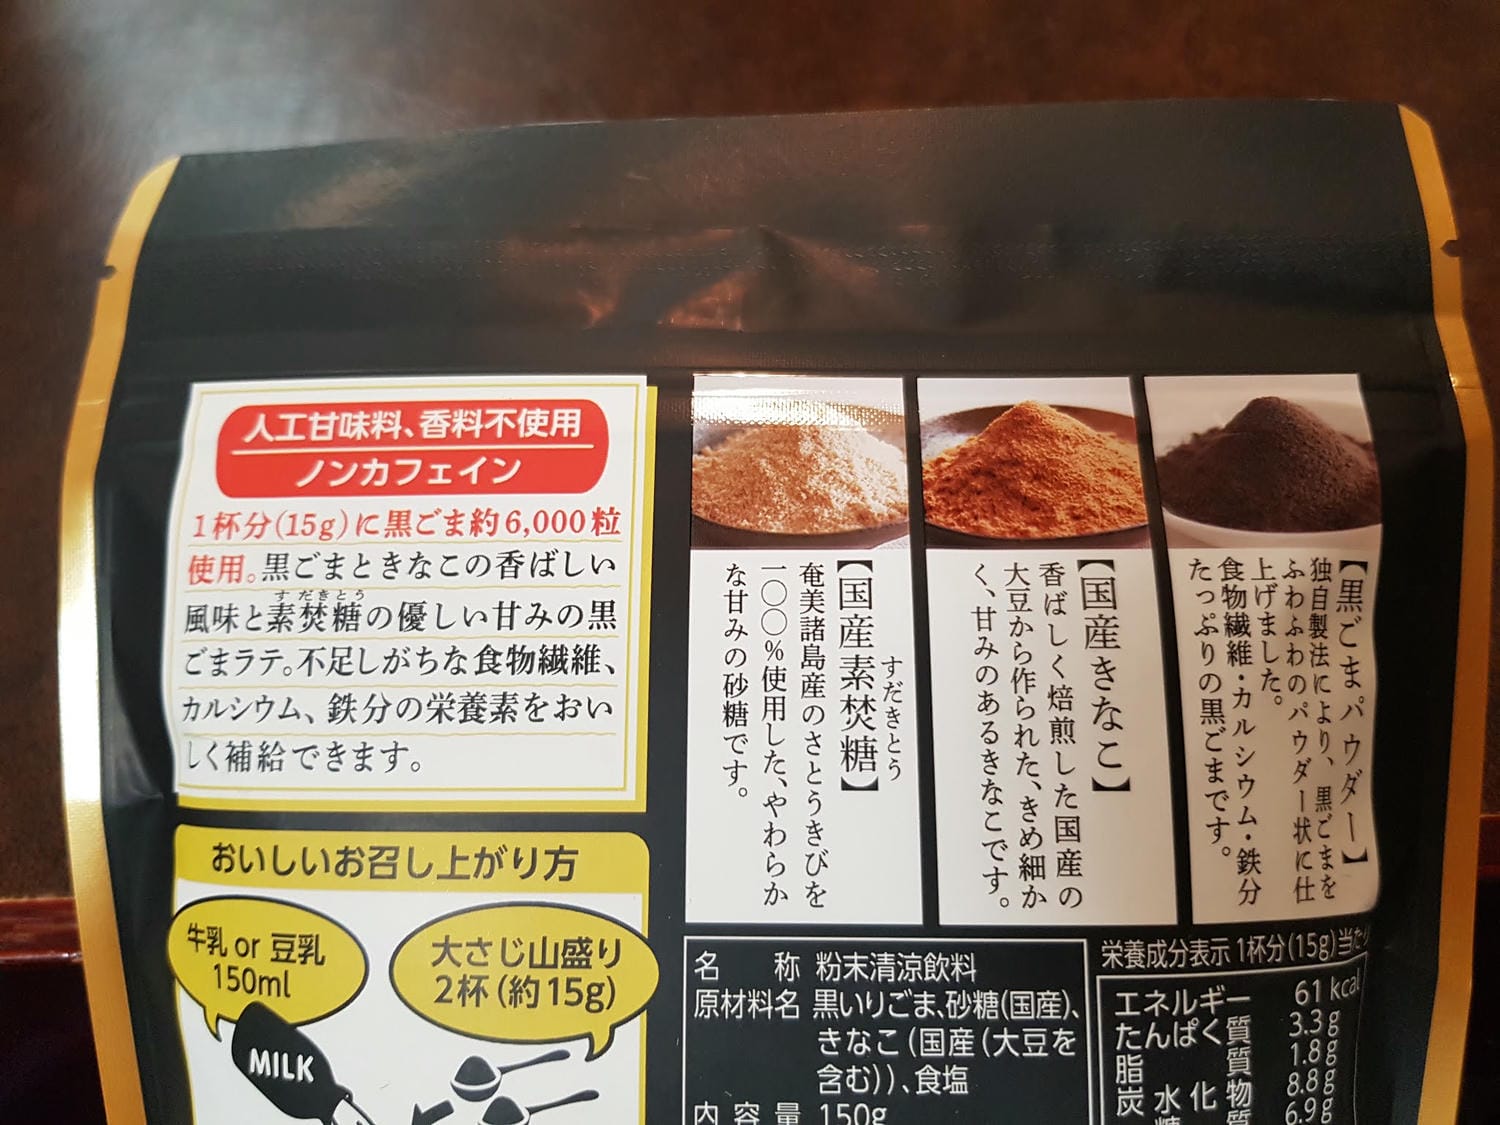 人工甘味料、香料不使用
ノンカフェイン
1杯分(15g)に黒ごま約6,000粒
使用。黒ごまときなこの香ばしい
すだきとう
風味と素焚糖の優しい甘みの黒
ごまラテ。不足しがちな食物繊維、
カルシウム、鉄分の栄養素をおい
しく補給できます。
おいしいお召し上がり方
牛乳 or 豆乳
150ml
大さじ山盛り
2杯(約15g)
MILK
【黒ごまパウダー】
独自製法により、黒ごまを
ふわふわのパウダー状に仕
上げました。
食物繊維・カルシウム・鉄分
たっぷりの黒ごまです。
【国産きなこ】
香ばしく焙煎した国産の
大豆から作られた、きめ細か
く、甘みのあるきなこです。
すだきとう
【国産素焚糖】
奄美諸島産のさとうきびを
一〇〇%使用した、やわらか
な甘みの砂糖です。
名 称 粉末清涼飲料
原材料名 黒いりごま、砂糖(国産)、
きなこ(国産(大豆を
含む))、食塩
内容量 150g
栄養成分表示 1杯分(15g)当たり
エネルギー 61kcal
たんぱく質 3.3g
脂質 1.8g
炭水化物 8.8g
糖質 6.9g